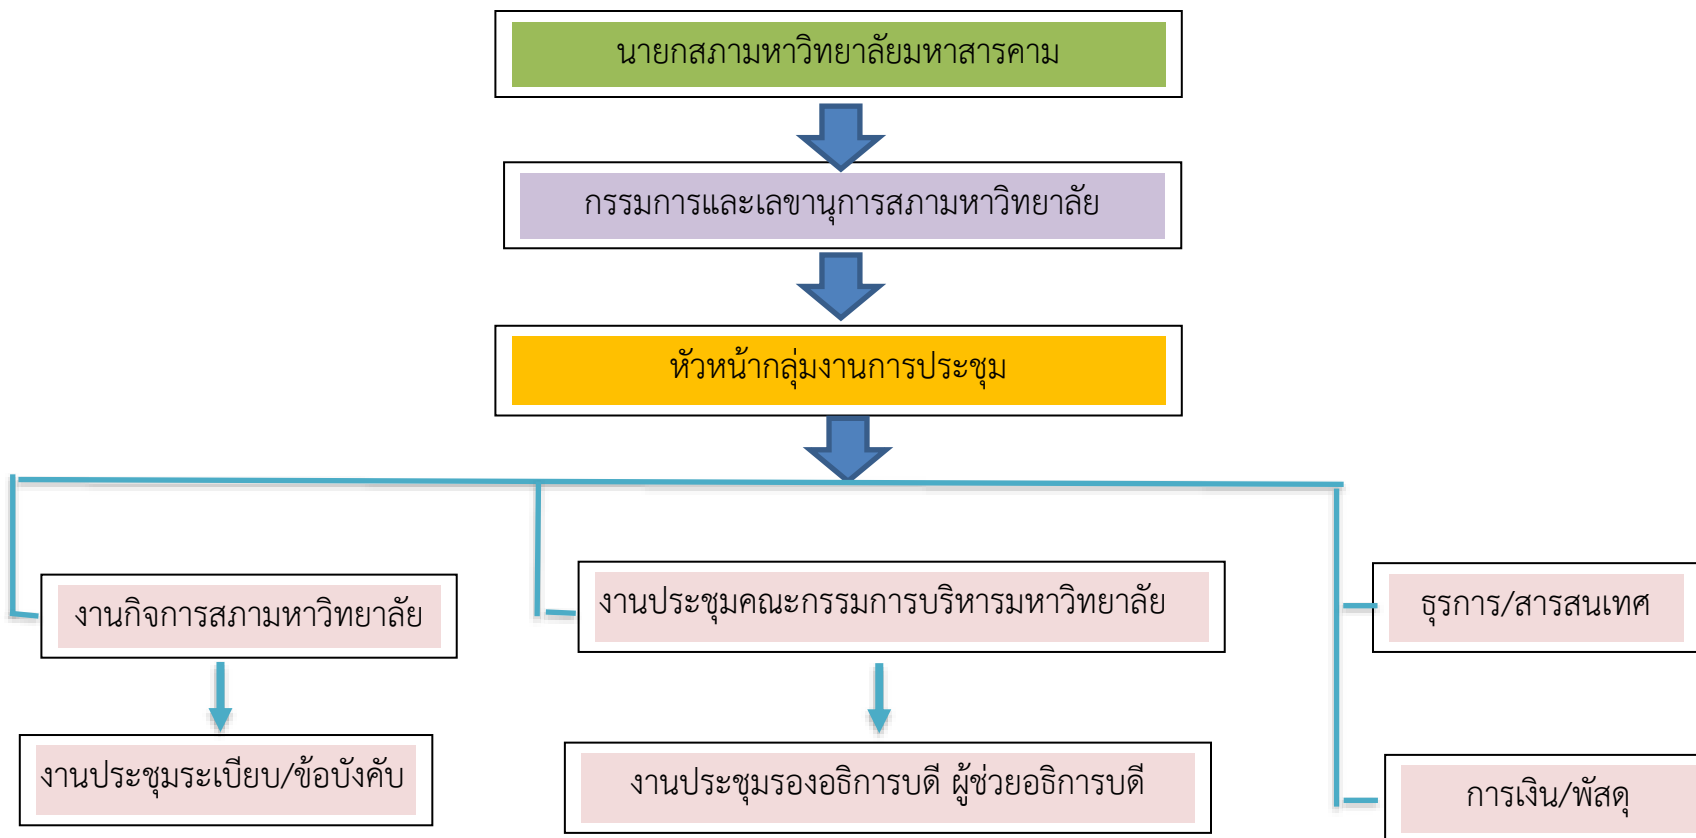 นายกสภามหาวิทยาลัยมหาสารคาม
กรรมการและเลขานุการสภามหาวิทยาลัย
หัวหน้ากลุ่มงานการประชุม
งานกิจการสภามหาวิทยาลัย
งานประชุมคณะกรรมการบริหารมหาวิทยาลัย
ธุรการ/สารสนเทศ
งานประชุมระเบียบ/ข้อบังคับ
งานประชุมรองอธิการบดี ผู้ช่วยอธิการบดี
การเงิน/พัสดุ